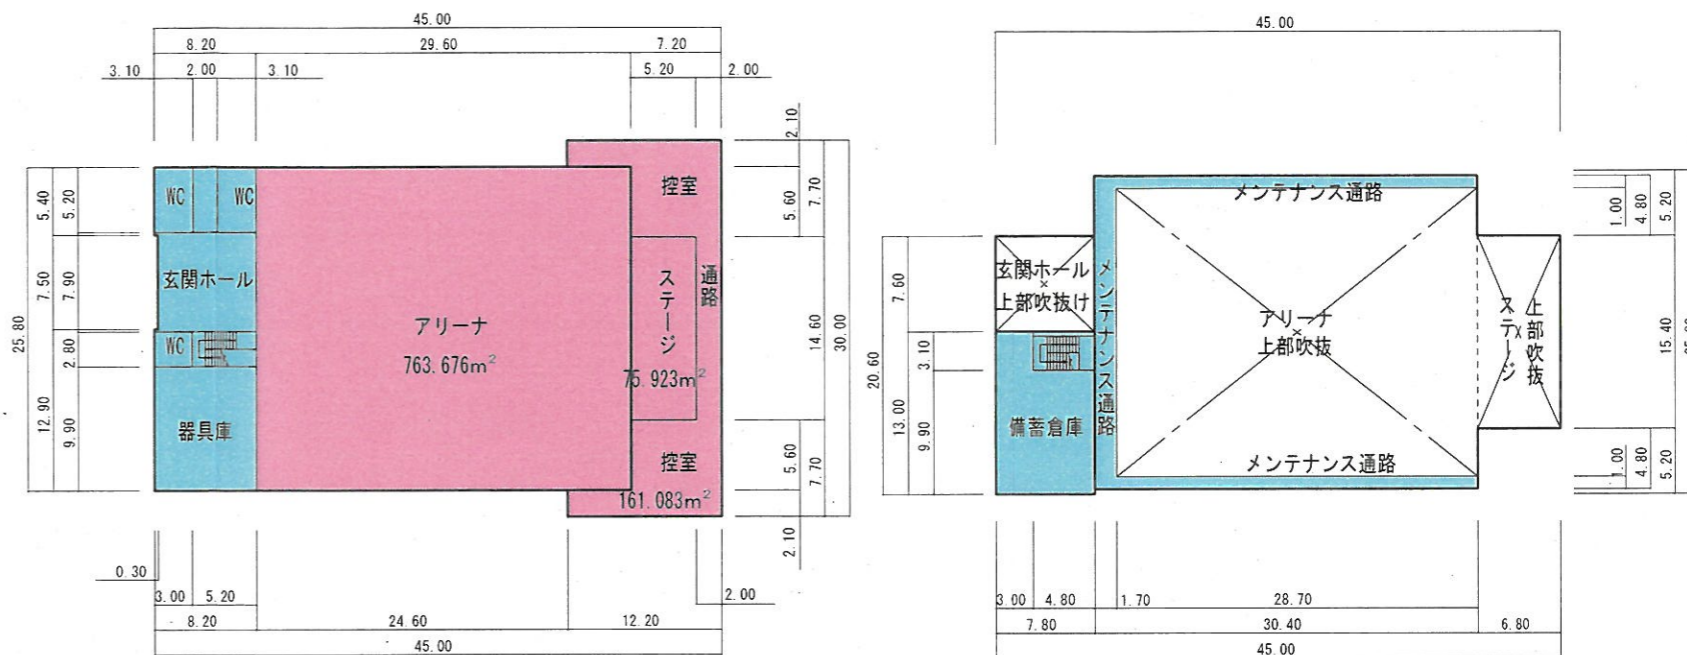 45.00
8.20 29.60 7.20
3.10 2.00 3.10 5.20 2.00
2.10
5.40 5.20 WC WC 控室 5.60 7.70
7.50 7.90 玄関ホール
25.80
アリーナ
763.676m²
ステージ
75.923m²
通路
14.60 30.00
2.80 WC
12.90 9.90 器具庫
控室
161.083m²
5.60 7.70
2.10
0.30
3.00 5.20 2.00
8.20 24.60 12.20
45.00
45.00
メンテナンス通路
1.00 4.80 5.20
7.60 玄関ホール
上部吹抜け
メンテナンス通路
アリーナ
上部吹抜
ステージ
上部吹抜
15.40
20.60
3.10
13.00 9.90 備蓄倉庫
メンテナンス通路
1.00 4.80 5.20
3.00 4.80 1.70 28.70
7.80 30.40 6.80
45.00